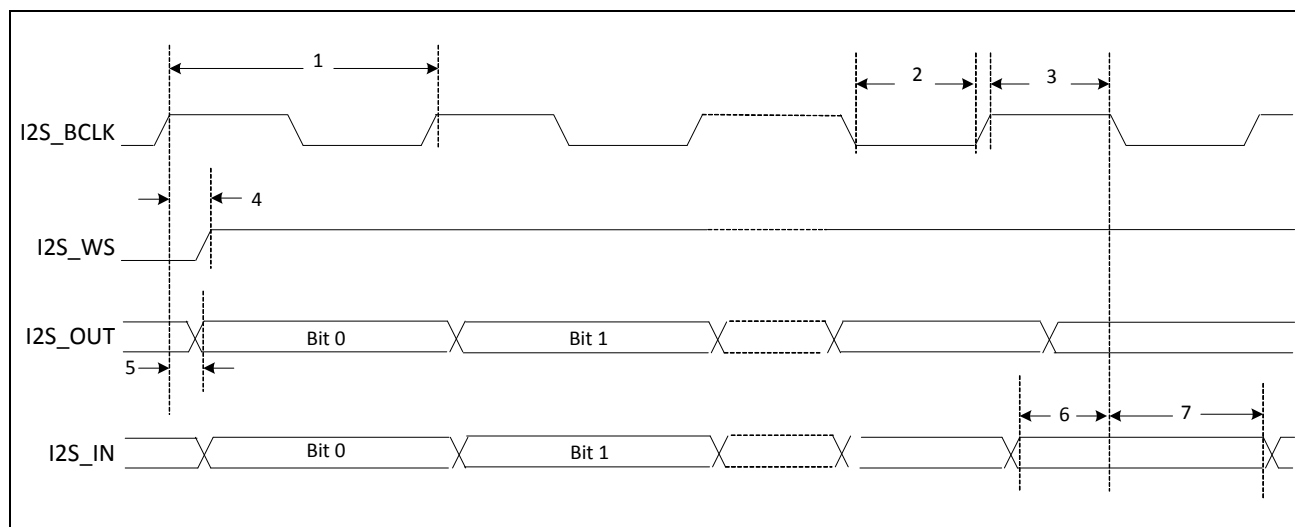 1
2
3
I2S_BCLK
4
I2S_WS
I2S_OUT
Bit 0
Bit 1
5
6
7
I2S_IN
Bit 0
Bit 1